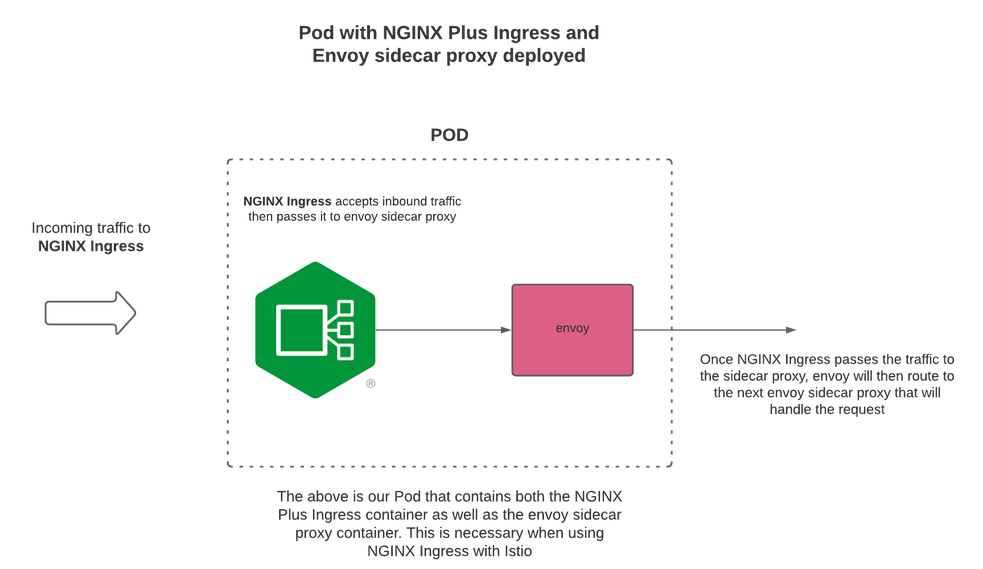 Pod with NGINX Plus Ingress and
Envoy sidecar proxy deployed
POD
NGINX Ingress accepts inbound traffic
then passes it to envoy sidecar proxy
Incoming traffic to
NGINX Ingress
®
envoy
Once NGINX Ingress passes the traffic to
the sidecar proxy, envoy will then route to
the next envoy sidecar proxy that will
handle the request
The above is our Pod that contains both the NGINX
Plus Ingress container as well as the envoy sidecar
proxy container. This is necessary when using
NGINX Ingress with Istio